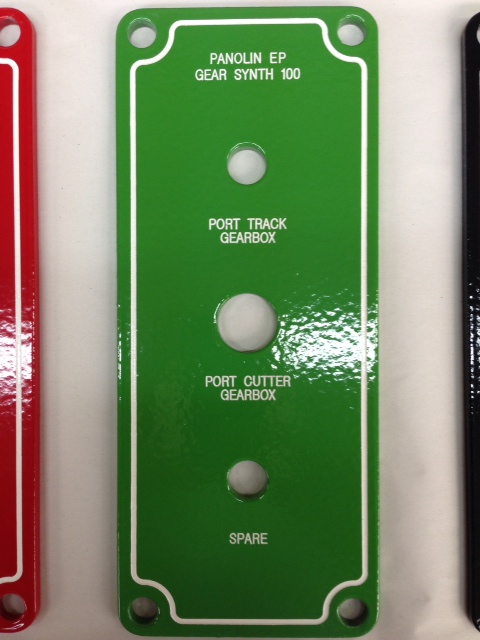 PANOLIN EP
GEAR SYNTH 100
PORT TRACK
GEARBOX
PORT CUTTER
GEARBOX
SPARE